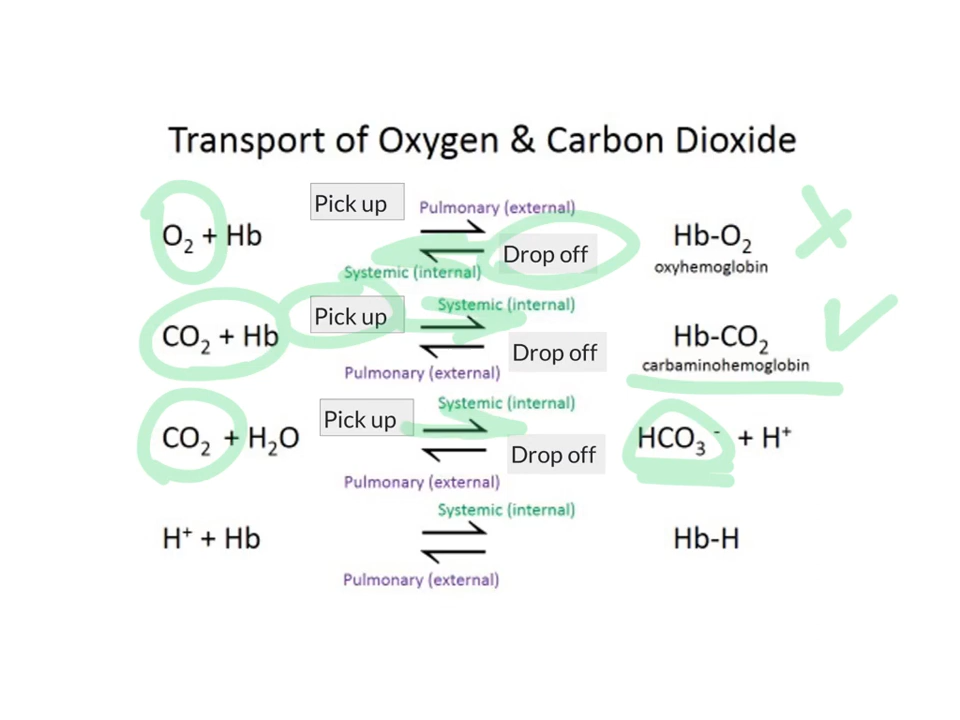 Transport of Oxygen & Carbon Dioxide
Pick up
Pulmonary (external)
O₂ + Hb
Hb-O₂
Drop off
oxyhemoglobin
Systemic (internal)
Systemic (internal)
Pick up
CO₂ + Hb
Hb-CO₂
Drop off
carbaminohemoglobin
Pulmonary (external)
Systemic (internal)
Pick up
CO₂ + H₂O
HCO₃⁻ + H⁺
Drop off
Pulmonary (external)
Systemic (internal)
H⁺ + Hb
Hb-H
Pulmonary (external)